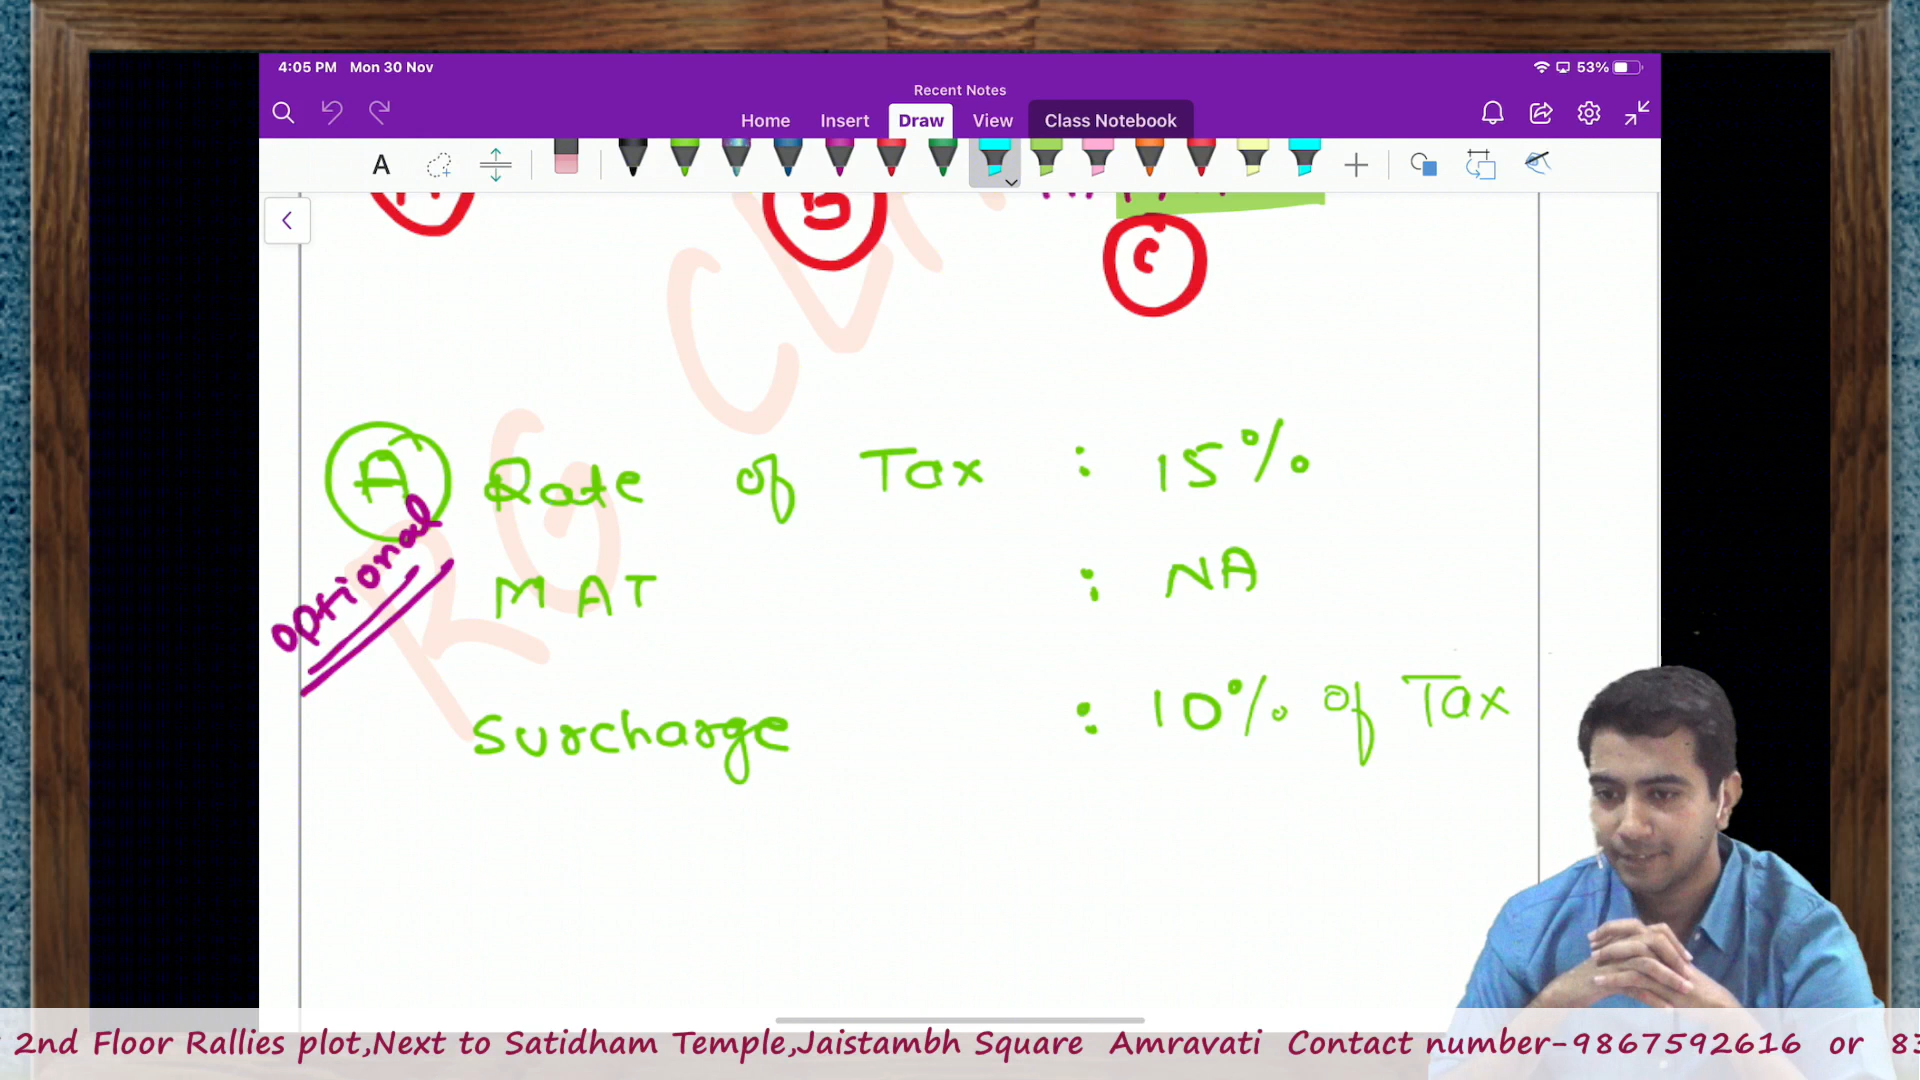 4:05 PM Mon 30 Nov
53%
Recent Notes
Home Insert Draw View Class Notebook
A
B
C
RG
A Rate of Tax : 15%
optional
MAT : NA
Surcharge : 10% of Tax
2nd Floor Rallies plot,Next to Satidham Temple,Jaistambh Square Amravati Contact number-9867592616 or 83